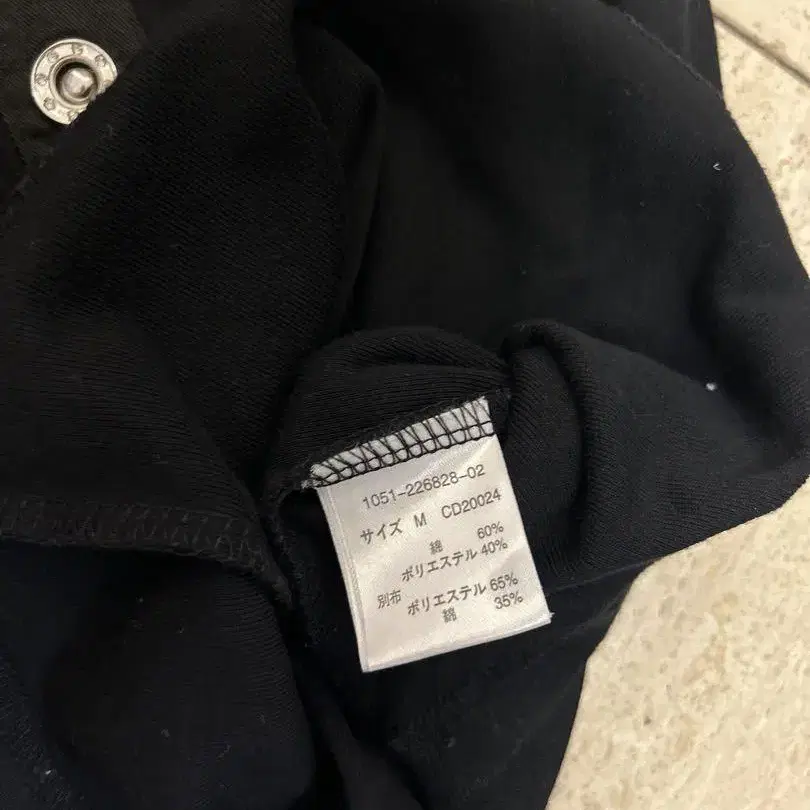 1051-226828-02
サイズ M CD20024
綿 60%
ポリエステル 40%
別布 ポリエステル 65%
綿 35%